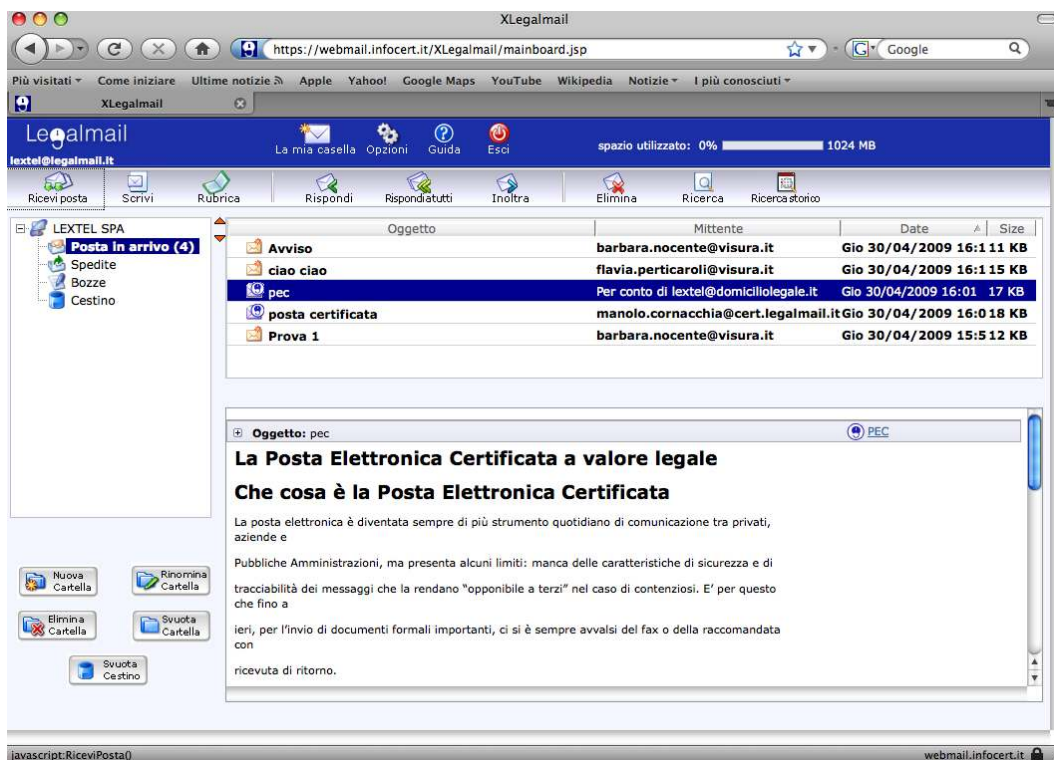 XLegalmail
https://webmail.infocert.it/XLegalmail/mainboard.jsp
Google
Più visitati Come iniziare Ultime notizie Apple Yahoo! Google Maps YouTube Wikipedia Notizie I più conosciuti
XLegalmail
Legalmail
lextel@legalmail.it
La mia casella Opzioni Guida Esci
spazio utilizzato: 0% 1024 MB
Ricevi posta Scrivi Rubrica Rispondi Rispondi a tutti Inoltra Elimina Ricerca Ricerca storico
LEXTEL SPA
Posta in arrivo (4)
Spedite
Bozze
Cestino
Oggetto Mittente Date Size
Avviso barbara.nocente@visura.it Gio 30/04/2009 16:1 11 KB
ciao ciao flavia.perticaroli@visura.it Gio 30/04/2009 16:1 15 KB
pec Per conto di lextel@domiciliolegale.it Gio 30/04/2009 16:01 17 KB
posta certificata manolo.cornacchia@cert.legalmail.it Gio 30/04/2009 16:0 18 KB
Prova 1 barbara.nocente@visura.it Gio 30/04/2009 15:5 12 KB
Oggetto: pec PEC
La Posta Elettronica Certificata a valore legale
Che cosa è la Posta Elettronica Certificata
La posta elettronica è diventata sempre di più strumento quotidiano di comunicazione tra privati,
aziende e
Pubbliche Amministrazioni, ma presenta alcuni limiti: manca delle caratteristiche di sicurezza e di
tracciabilità dei messaggi che la rendano "opponibile a terzi" nel caso di contenziosi. E' per questo
che fino a
ieri, per l'invio di documenti formali importanti, ci si è sempre avvalsi del fax o della raccomandata
con
ricevuta di ritorno.
Nuova Cartella
Rinomina Cartella
Elimina Cartella
Svuota Cartella
Svuota Cestino
javascript:RiceviPosta() webmail.infocert.it